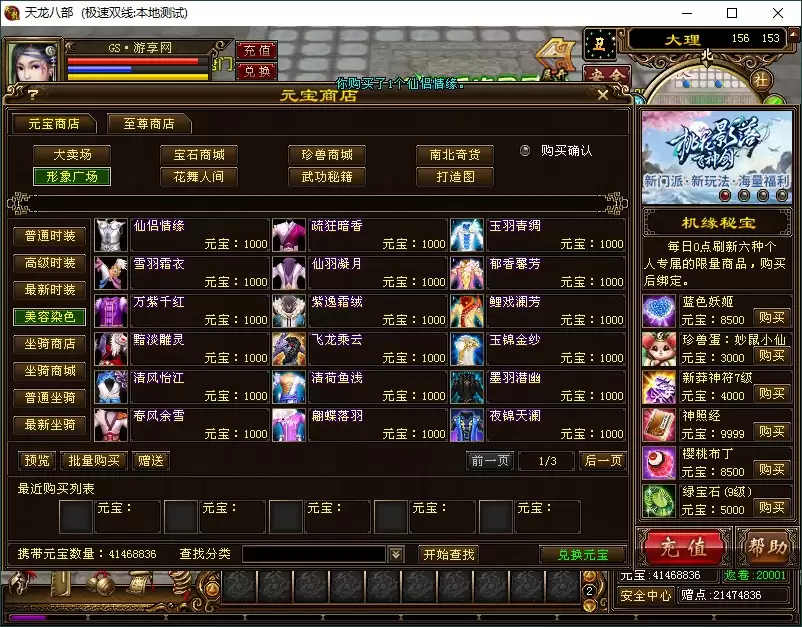 天龙八部 (极速双线:本地测试)
GS·游享网
充值
兑换
门
大理 156 153
丑
北
社
安全
你购买了1个仙侣情缘。
?
元宝商店
元宝商店 至尊商店
大卖场 宝石商城 珍兽商城 南北奇货 购买确认
形象广场 花舞人间 武功秘籍 打造图
普通时装
高级时装
最新时装
美容染色
坐骑商店
坐骑商城
普通坐骑
最新坐骑
仙侣情缘 疏狂暗香 玉羽青绸
元宝：1000 元宝：1000 元宝：1000
雪羽霜衣 仙羽凝月 郁香馨芳
元宝：1000 元宝：1000 元宝：1000
万紫千红 紫逸霜绒 鲤戏澜芳
元宝：1000 元宝：1000 元宝：1000
黯淡雕灵 飞龙乘云 玉锦金纱
元宝：1000 元宝：1000 元宝：1000
清风怡江 清荷鱼浅 墨羽潜幽
元宝：1000 元宝：1000 元宝：1000
春风余雪 翩蝶落羽 夜锦天澜
元宝：1000 元宝：1000 元宝：1000
预览 批量购买 赠送 前一页 1/3 后一页
最近购买列表
元宝： 元宝： 元宝： 元宝： 元宝：
携带元宝数量：41468836 查找分类 开始查找 兑换元宝
桃花影落
百神図
新门派·新玩法·海量福利
机缘秘宝
每日0点刷新六种个
人专属的限量商品，购买
后绑定。
蓝色妖姬
元宝：8500 购买
珍兽蛋：妙鼠小仙
元宝：3000 购买
新莽神符7级
元宝：4000 购买
神照经
元宝：9999 购买
樱桃布丁
元宝：8500 购买
绿宝石(9级)
元宝：5000 购买
充值 帮助
元宝:41468836 返卷:20001
安全中心 赠点:21474836
2